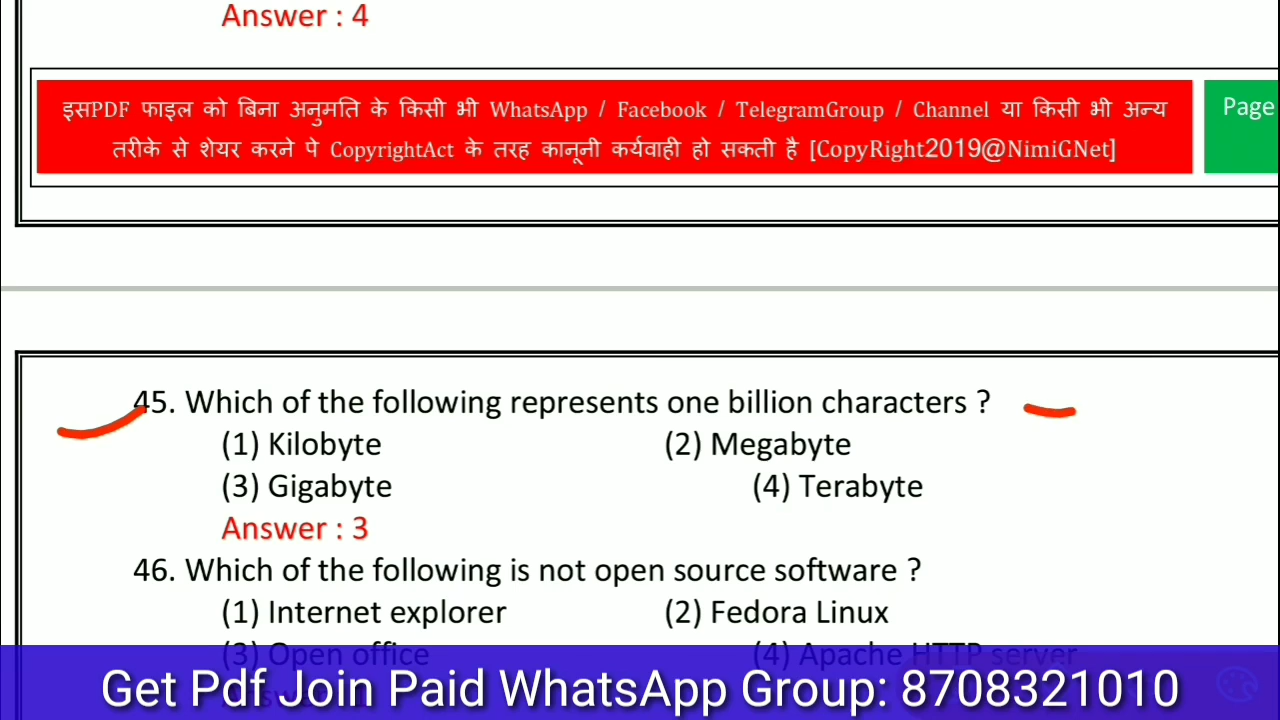 Answer : 4
इसPDF फाइल को बिना अनुमति के किसी भी WhatsApp / Facebook / TelegramGroup / Channel या किसी भी अन्य
तरीके से शेयर करने पे CopyrightAct के तरह कानूनी कर्यवाही हो सकती है [CopyRight2019@NimiGNet]
Page
45. Which of the following represents one billion characters ?
(1) Kilobyte (2) Megabyte
(3) Gigabyte (4) Terabyte
Answer : 3
46. Which of the following is not open source software ?
(1) Internet explorer (2) Fedora Linux
(3) Open office (4) Apache HTTP server
Get Pdf Join Paid WhatsApp Group: 8708321010